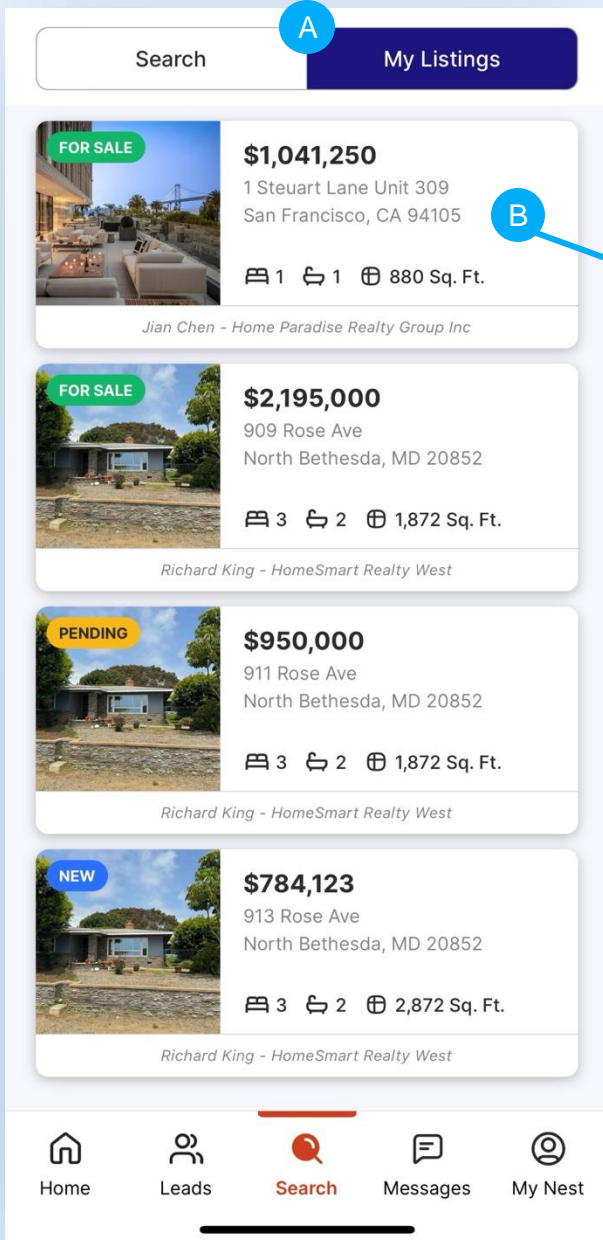 A
Search
My Listings
FOR SALE
$1,041,250
1 Steuart Lane Unit 309
San Francisco, CA 94105
B
1 1 880 Sq. Ft.
Jian Chen - Home Paradise Realty Group Inc
FOR SALE
$2,195,000
909 Rose Ave
North Bethesda, MD 20852
3 2 1,872 Sq. Ft.
Richard King - HomeSmart Realty West
PENDING
$950,000
911 Rose Ave
North Bethesda, MD 20852
3 2 1,872 Sq. Ft.
Richard King - HomeSmart Realty West
NEW
$784,123
913 Rose Ave
North Bethesda, MD 20852
3 2 2,872 Sq. Ft.
Richard King - HomeSmart Realty West
Home
Leads
Search
Messages
My Nest